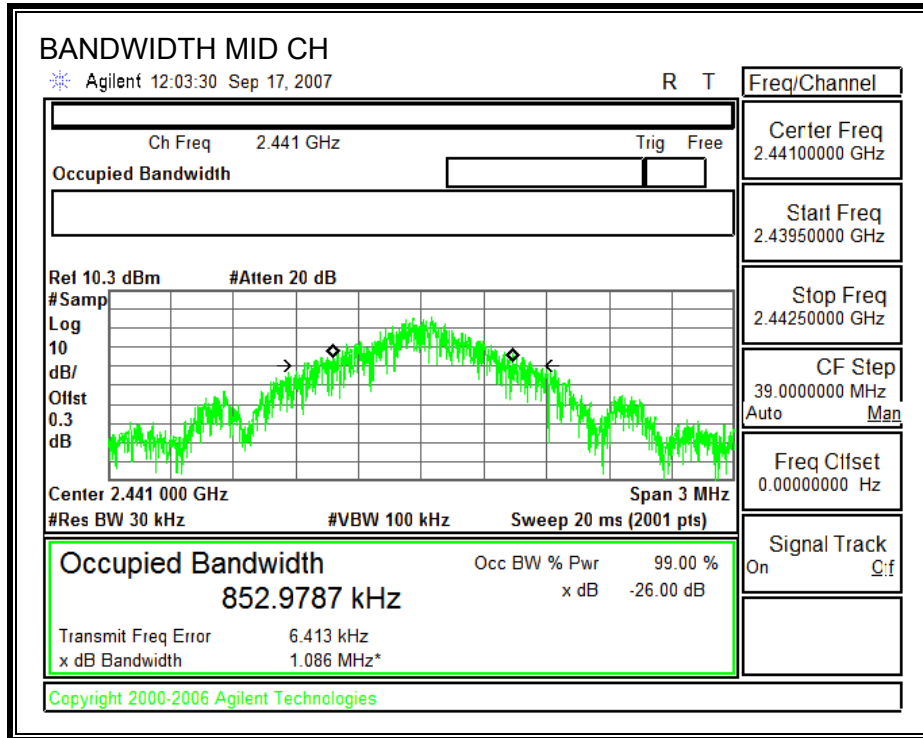 BANDWIDTH MID CH
Agilent 12:03:30 Sep 17, 2007 R T
Freq/Channel
Ch Freq 2.441 GHz Trig Free
Occupied Bandwidth
Center Freq
2.44100000 GHz
Start Freq
2.43950000 GHz
Stop Freq
2.44250000 GHz
CF Step
39.0000000 MHz
Auto Man
Freq Offset
0.00000000 Hz
Signal Track
On Off
Ref 10.3 dBm #Atten 20 dB
#Samp
Log
10
dB/
Offst
0.3
dB
Center 2.441 000 GHz Span 3 MHz
#Res BW 30 kHz #VBW 100 kHz Sweep 20 ms (2001 pts)
Occupied Bandwidth
852.9787 kHz
Occ BW % Pwr 99.00 %
x dB -26.00 dB
Transmit Freq Error 6.413 kHz
x dB Bandwidth 1.086 MHz*
Copyright 2000-2006 Agilent Technologies